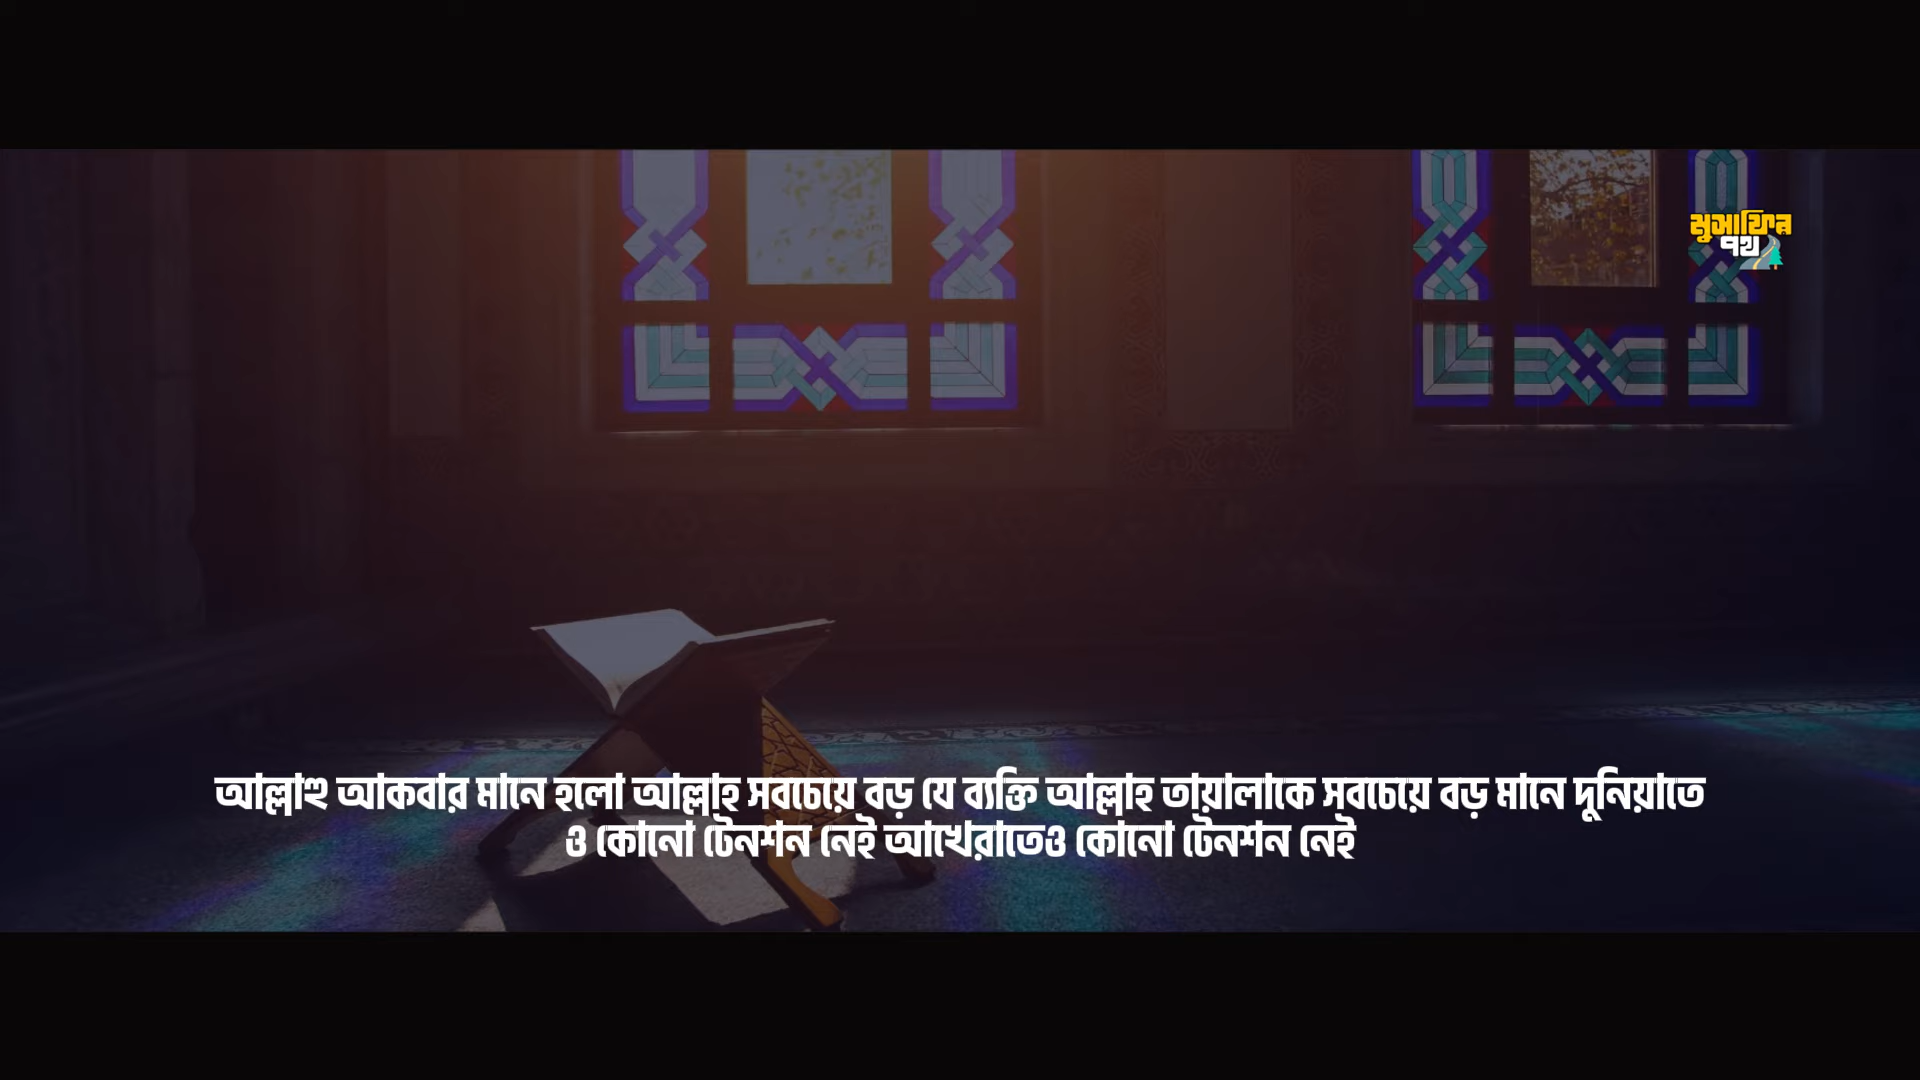 মুসাফির
পথ
আল্লাহু আকবার মানে হলো আল্লাহ সবচেয়ে বড় যে ব্যক্তি আল্লাহ তায়ালাকে সবচেয়ে বড় মানে দুনিয়াতে
ও কোনো টেনশন নেই আখেরাতেও কোনো টেনশন নেই